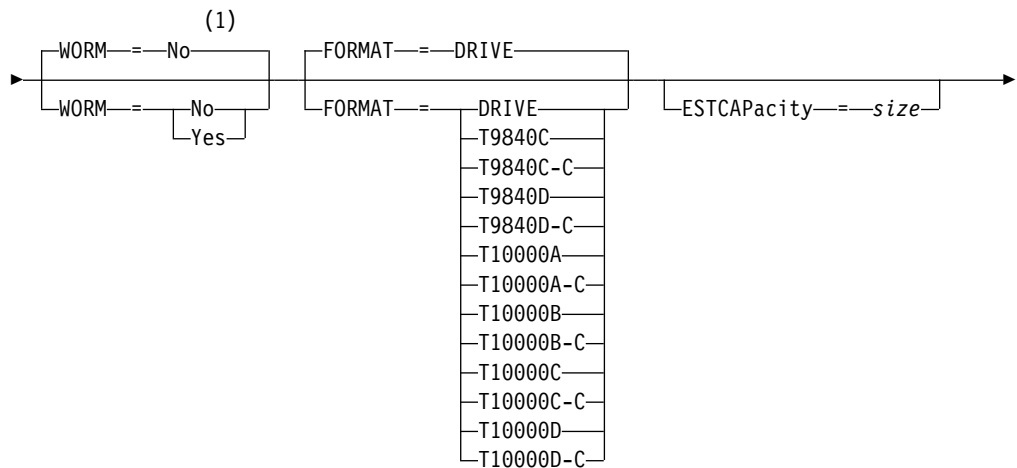 (1)
WORM = No FORMAT = DRIVE
WORM = No FORMAT = DRIVE ESTCAPacity = size
Yes T9840C
T9840C-C
T9840D
T9840D-C
T10000A
T10000A-C
T10000B
T10000B-C
T10000C
T10000C-C
T10000D
T10000D-C